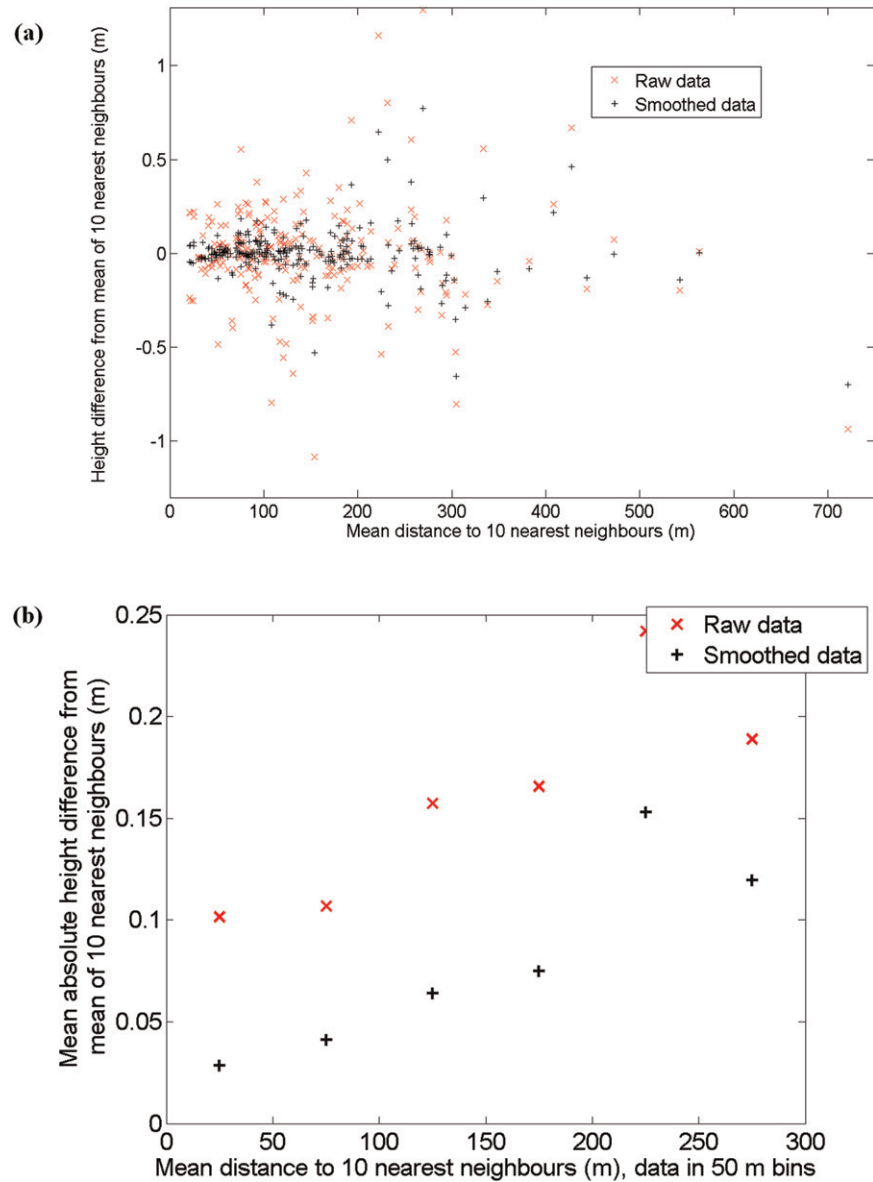 (a)
Height difference from mean of 10 nearest neighbours (m)
1
0.5
0
-0.5
-1
Raw data
Smoothed data
0 100 200 300 400 500 600 700
Mean distance to 10 nearest neighbours (m)
(b)
Mean absolute height difference from
mean of 10 nearest neighbours (m)
0.25
0.2
0.15
0.1
0.05
0
Raw data
Smoothed data
0 50 100 150 200 250 300
Mean distance to 10 nearest neighbours (m), data in 50 m bins